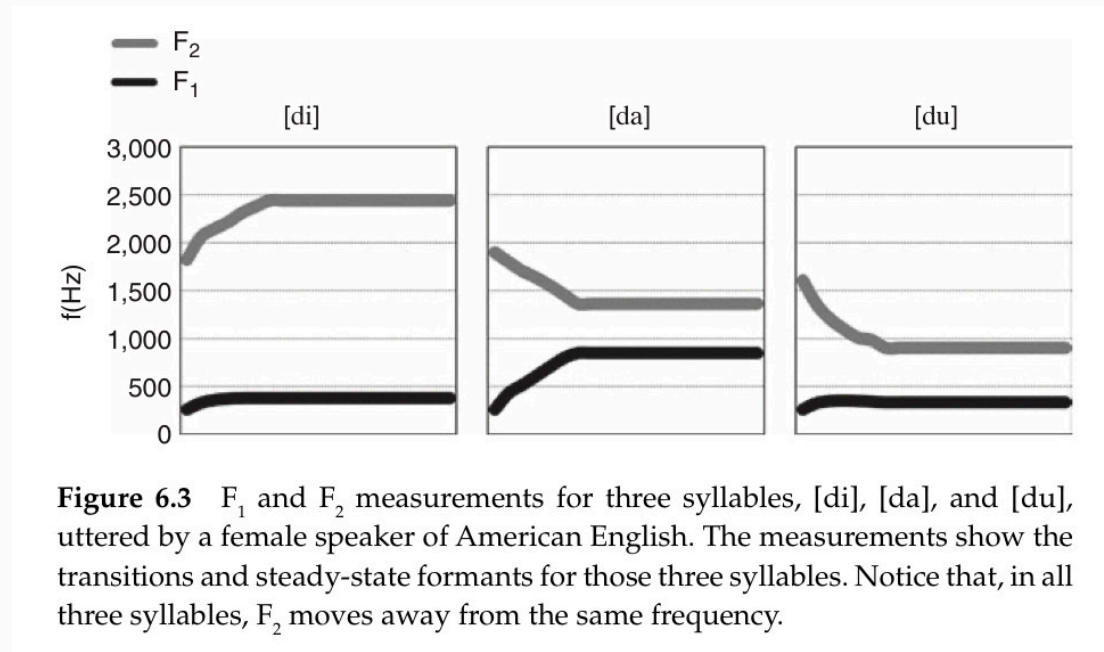 F₂
F₁
[di] [da] [du]
3,000
2,500
2,000
1,500
1,000
500
0
f(Hz)
Figure 6.3 F₁ and F₂ measurements for three syllables, [di], [da], and [du],
uttered by a female speaker of American English. The measurements show the
transitions and steady-state formants for those three syllables. Notice that, in all
three syllables, F₂ moves away from the same frequency.